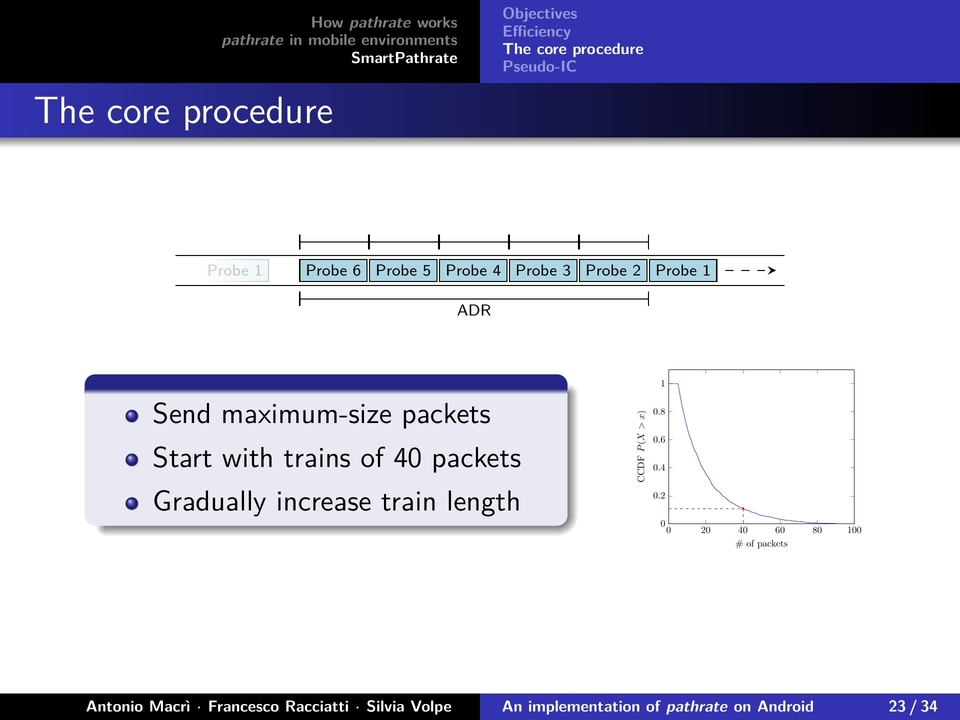 How pathrate works
pathrate in mobile environments
SmartPathrate
Objectives
Efficiency
The core procedure
Pseudo-IC
The core procedure
Probe 1 Probe 6 Probe 5 Probe 4 Probe 3 Probe 2 Probe 1
ADR
Send maximum-size packets
Start with trains of 40 packets
Gradually increase train length
CCDF P(X > x)
1
0.8
0.6
0.4
0.2
0
0 20 40 60 80 100
# of packets
Antonio Macrì · Francesco Racciatti · Silvia Volpe An implementation of pathrate on Android 23 / 34